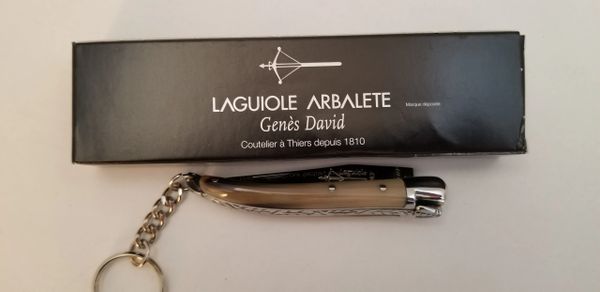 LAGUIOLE ARBALETE
Marque déposée
Genès David
Coutelier à Thiers depuis 1810